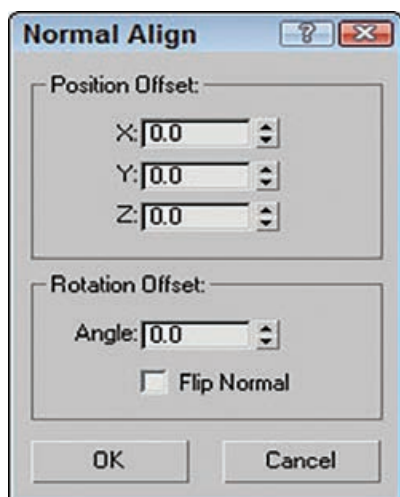 Normal Align
Position Offset:
X: 0.0
Y: 0.0
Z: 0.0
Rotation Offset:
Angle: 0.0
Flip Normal
OK Cancel